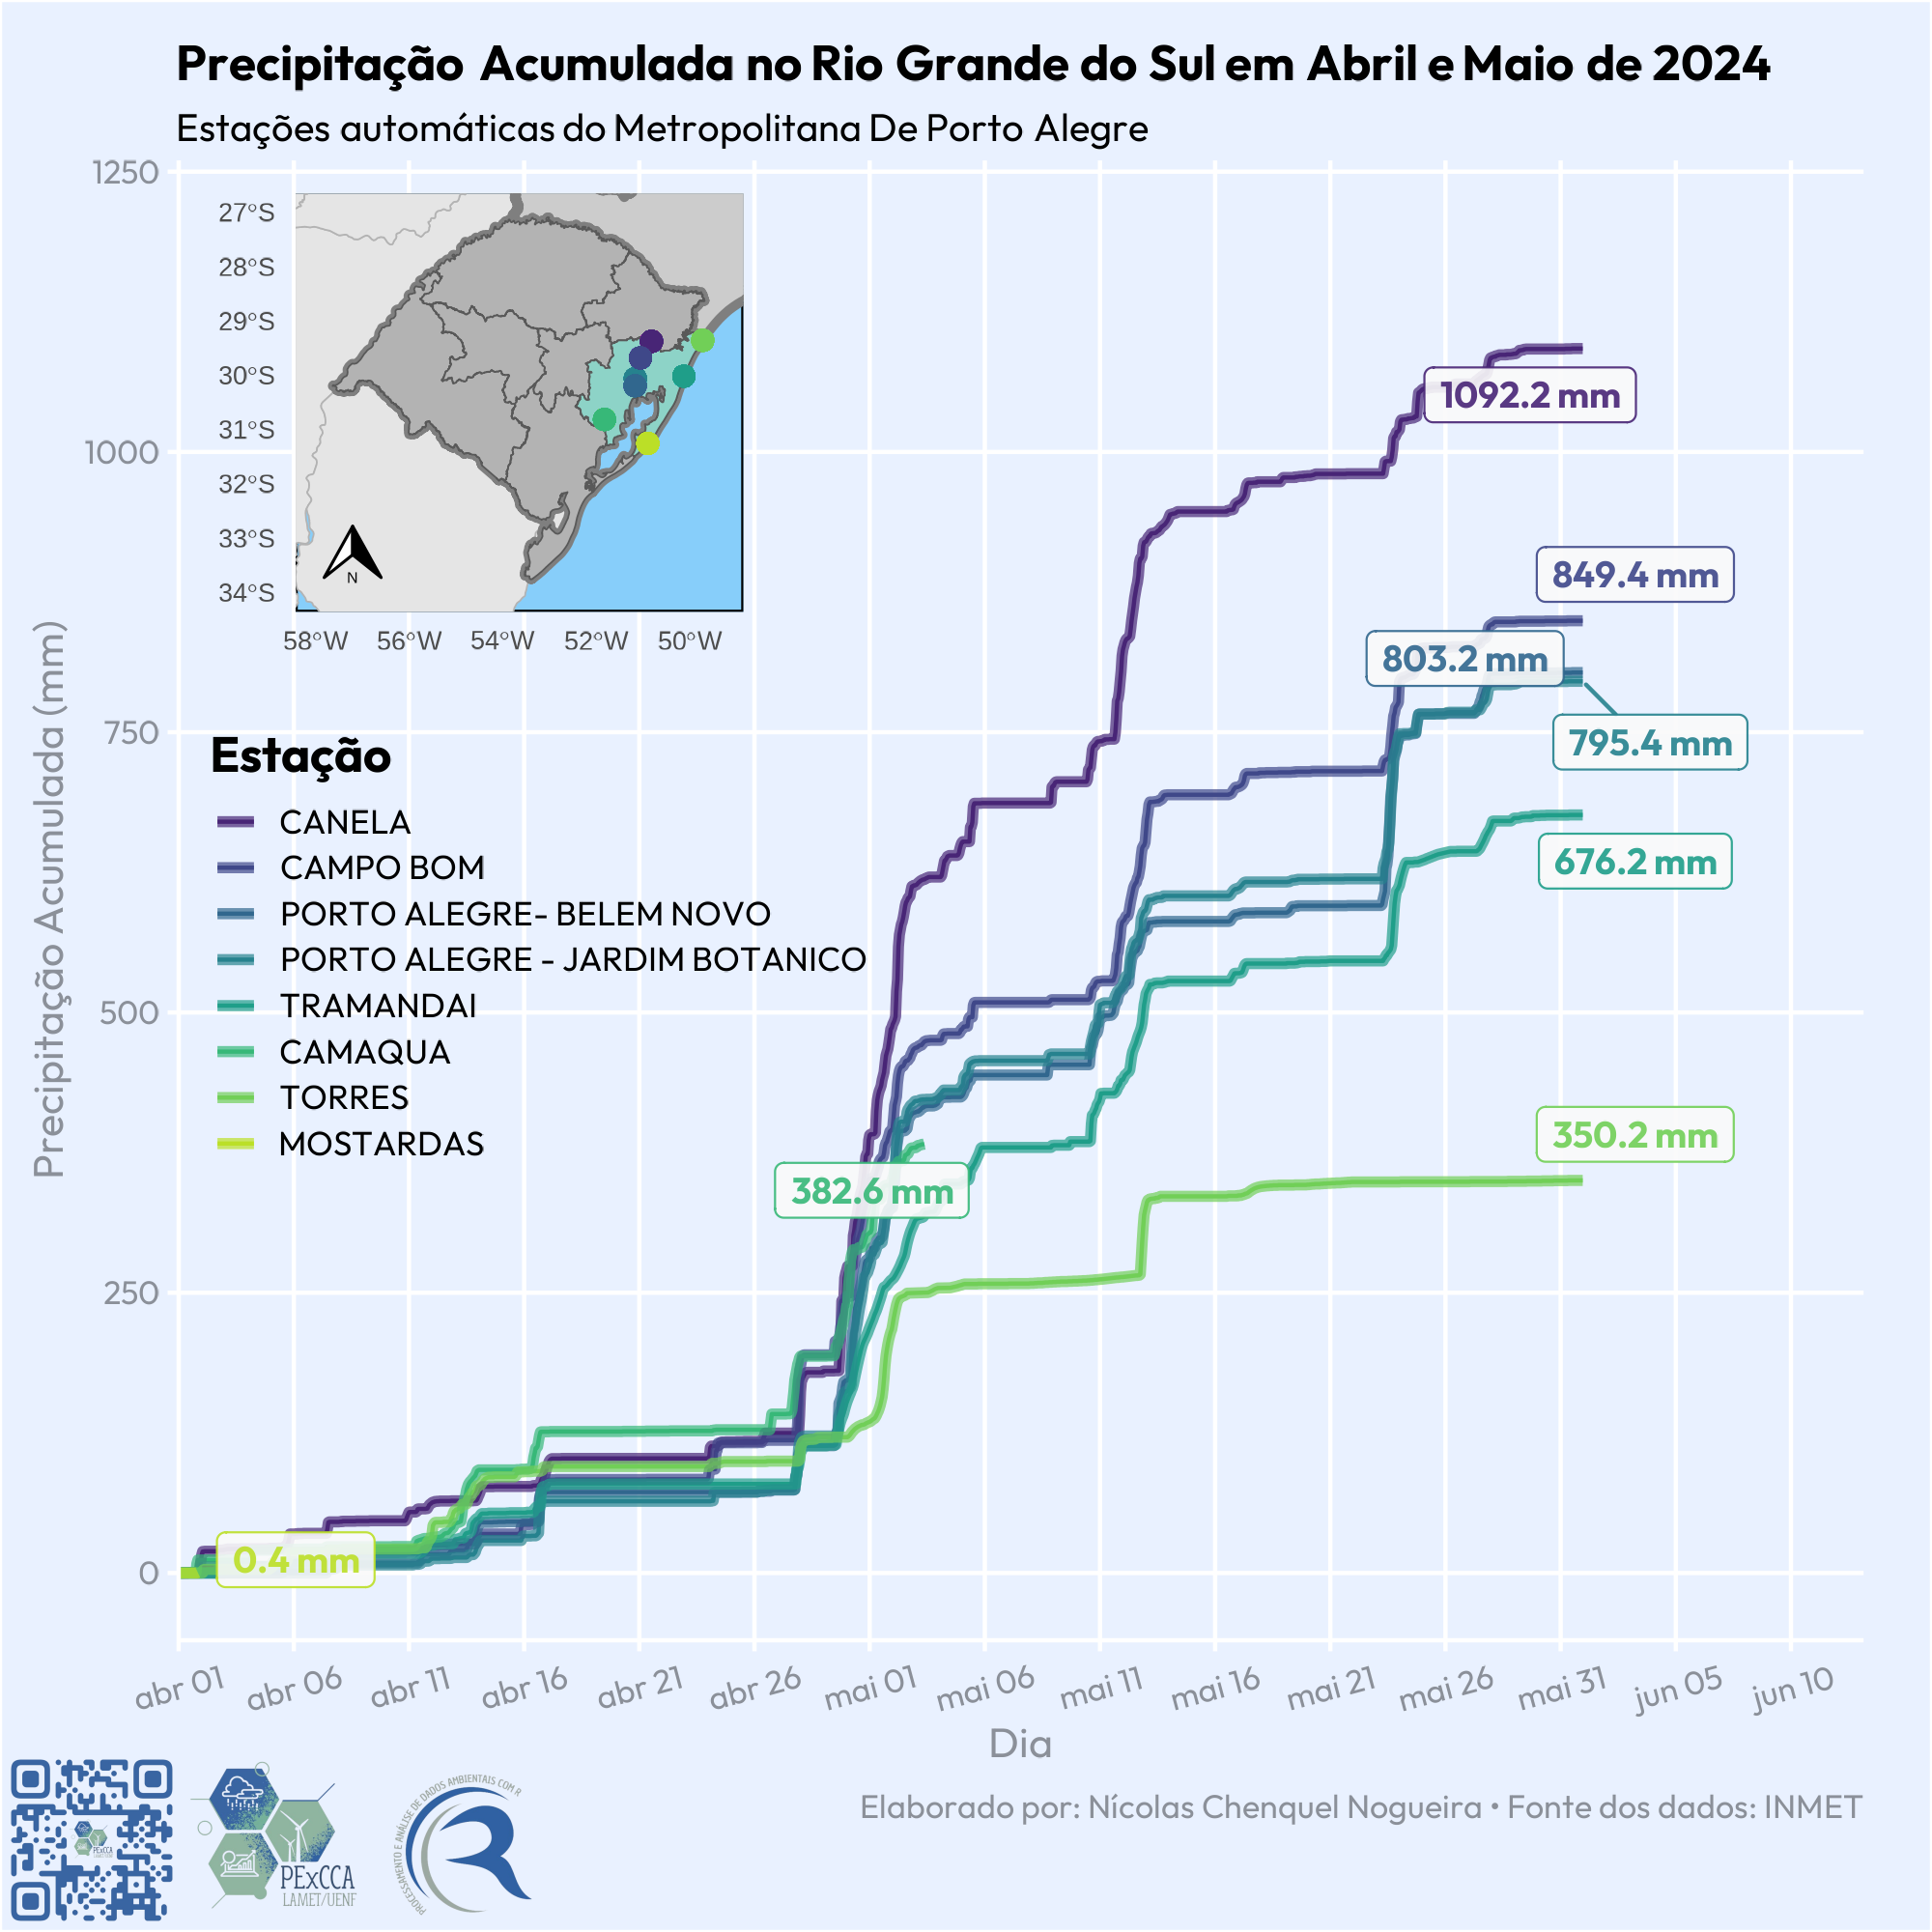 Precipitação Acumulada no Rio Grande do Sul em Abril e Maio de 2024
Estações automáticas do Metropolitana De Porto Alegre
1250
1000
750
500
250
0
Precipitação Acumulada (mm)
27°S
28°S
29°S
30°S
31°S
32°S
33°S
34°S
58°W 56°W 54°W 52°W 50°W
N
Estação
CANELA
CAMPO BOM
PORTO ALEGRE- BELEM NOVO
PORTO ALEGRE - JARDIM BOTANICO
TRAMANDAI
CAMAQUA
TORRES
MOSTARDAS
1092.2 mm
849.4 mm
803.2 mm
795.4 mm
676.2 mm
350.2 mm
382.6 mm
0.4 mm
abr 01 abr 06 abr 11 abr 16 abr 21 abr 26 mai 01 mai 06 mai 11 mai 16 mai 21 mai 26 mai 31 jun 05 jun 10
Dia
Elaborado por: Nícolas Chenquel Nogueira • Fonte dos dados: INMET
PExCCA
LAMET/UENF
PROCESSAMENTO E ANÁLISE DE DADOS AMBIENTAIS COM R